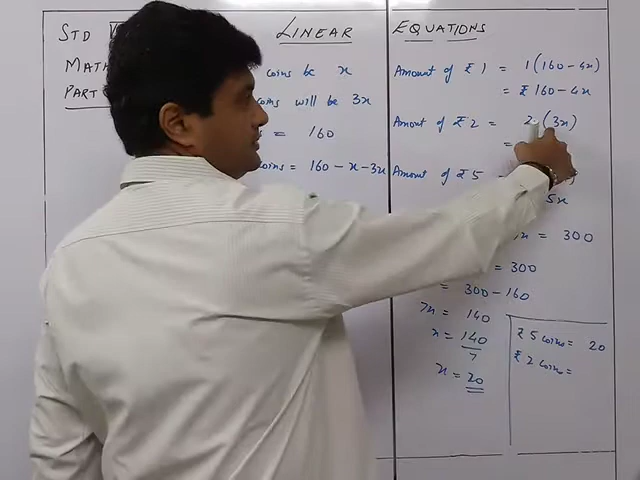 STD V
MATH
PART
LINEAR
coins be x
coins will be 3x
= 160
coins = 160 - x - 3x
EQUATIONS
Amount of ₹ 1 = 1 (160 - 4x)
= ₹ 160 - 4x
Amount of ₹ 2 = 2 (3x)
=
Amount of ₹ 5
5x
x = 300
= 300
= 300 - 160
7x = 140
x = 140
7
x = 20
₹ 5 coins = 20
₹ 2 coins =